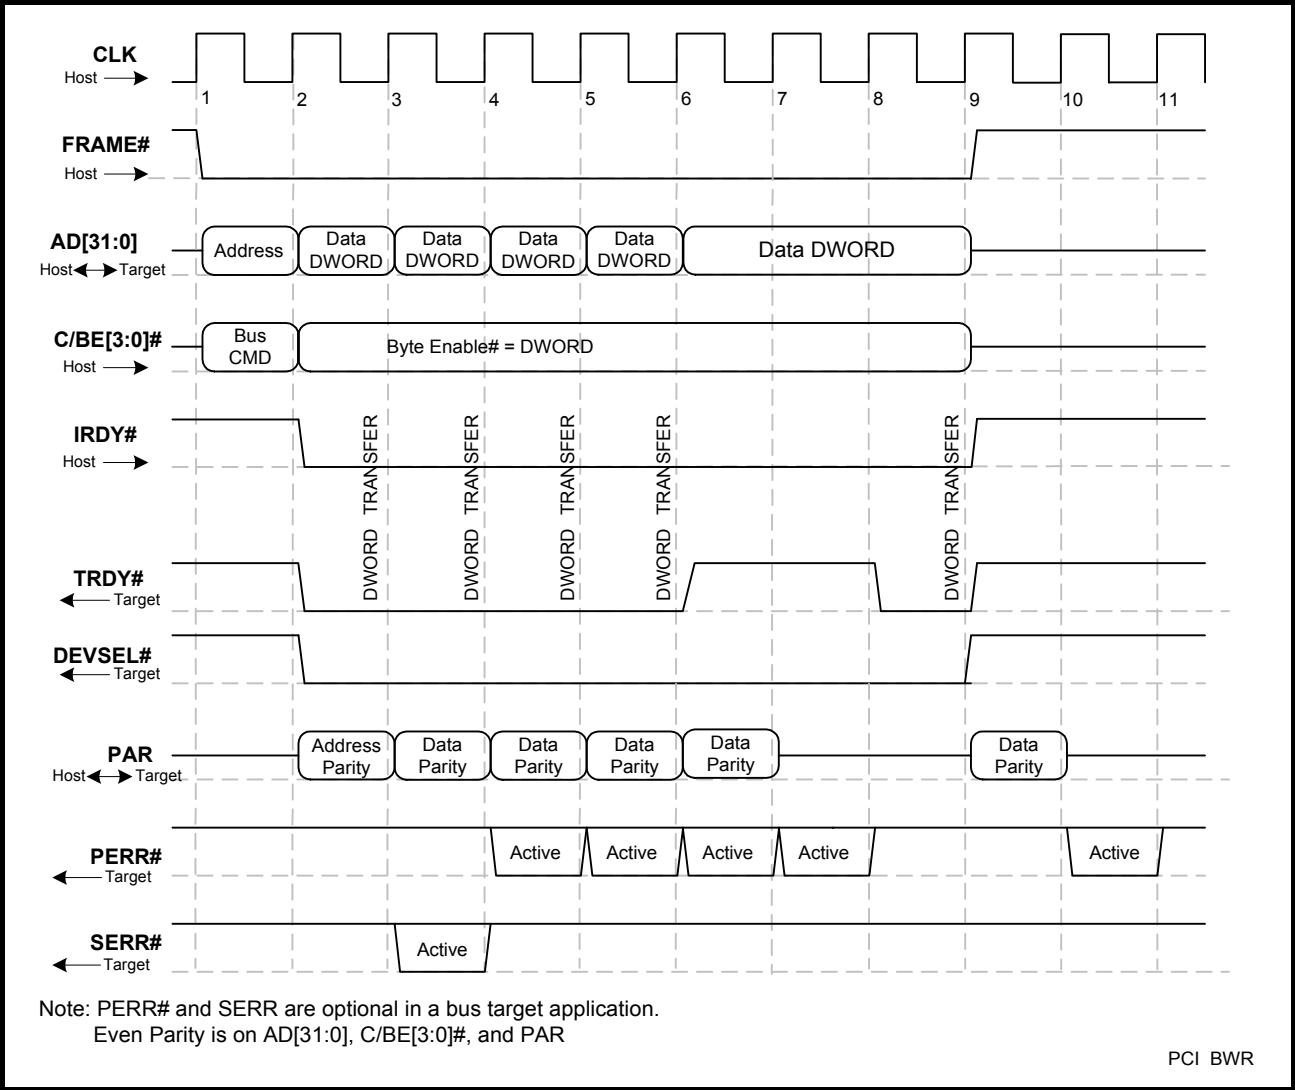 CLK
Host
1 2 3 4 5 6 7 8 9 10 11
FRAME#
Host
AD[31:0]
Host Target
Address
Data
DWORD
Data
DWORD
Data
DWORD
Data
DWORD
Data DWORD
C/BE[3:0]#
Host
Bus
CMD
Byte Enable# = DWORD
IRDY#
Host
DWORD TRANSFER
DWORD TRANSFER
DWORD TRANSFER
DWORD TRANSFER
DWORD TRANSFER
TRDY#
Target
DEVSEL#
Target
PAR
Host Target
Address
Parity
Data
Parity
Data
Parity
Data
Parity
Data
Parity
Data
Parity
PERR#
Target
Active
Active
Active
Active
Active
SERR#
Target
Active
Note: PERR# and SERR are optional in a bus target application.
Even Parity is on AD[31:0], C/BE[3:0]#, and PAR
PCI BWR